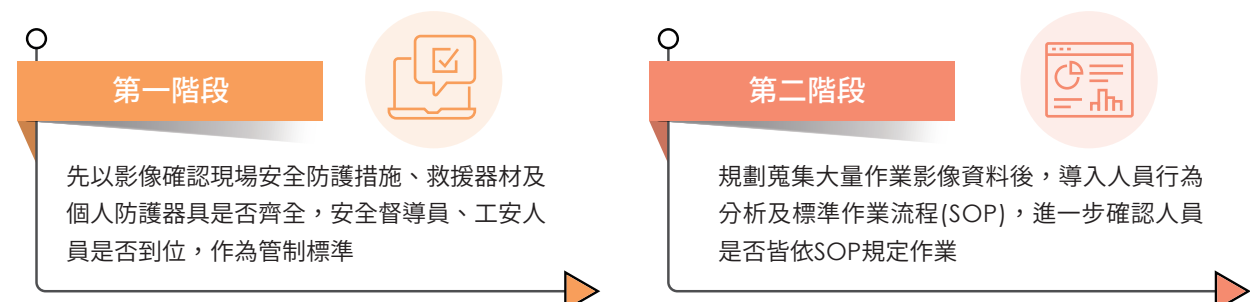 第一階段
先以影像確認現場安全防護措施、救援器材及
個人防護器具是否齊全，安全督導員、工安人
員是否到位，作為管制標準
第二階段
規劃蒐集大量作業影像資料後，導入人員行為
分析及標準作業流程(SOP)，進一步確認人員
是否皆依SOP規定作業